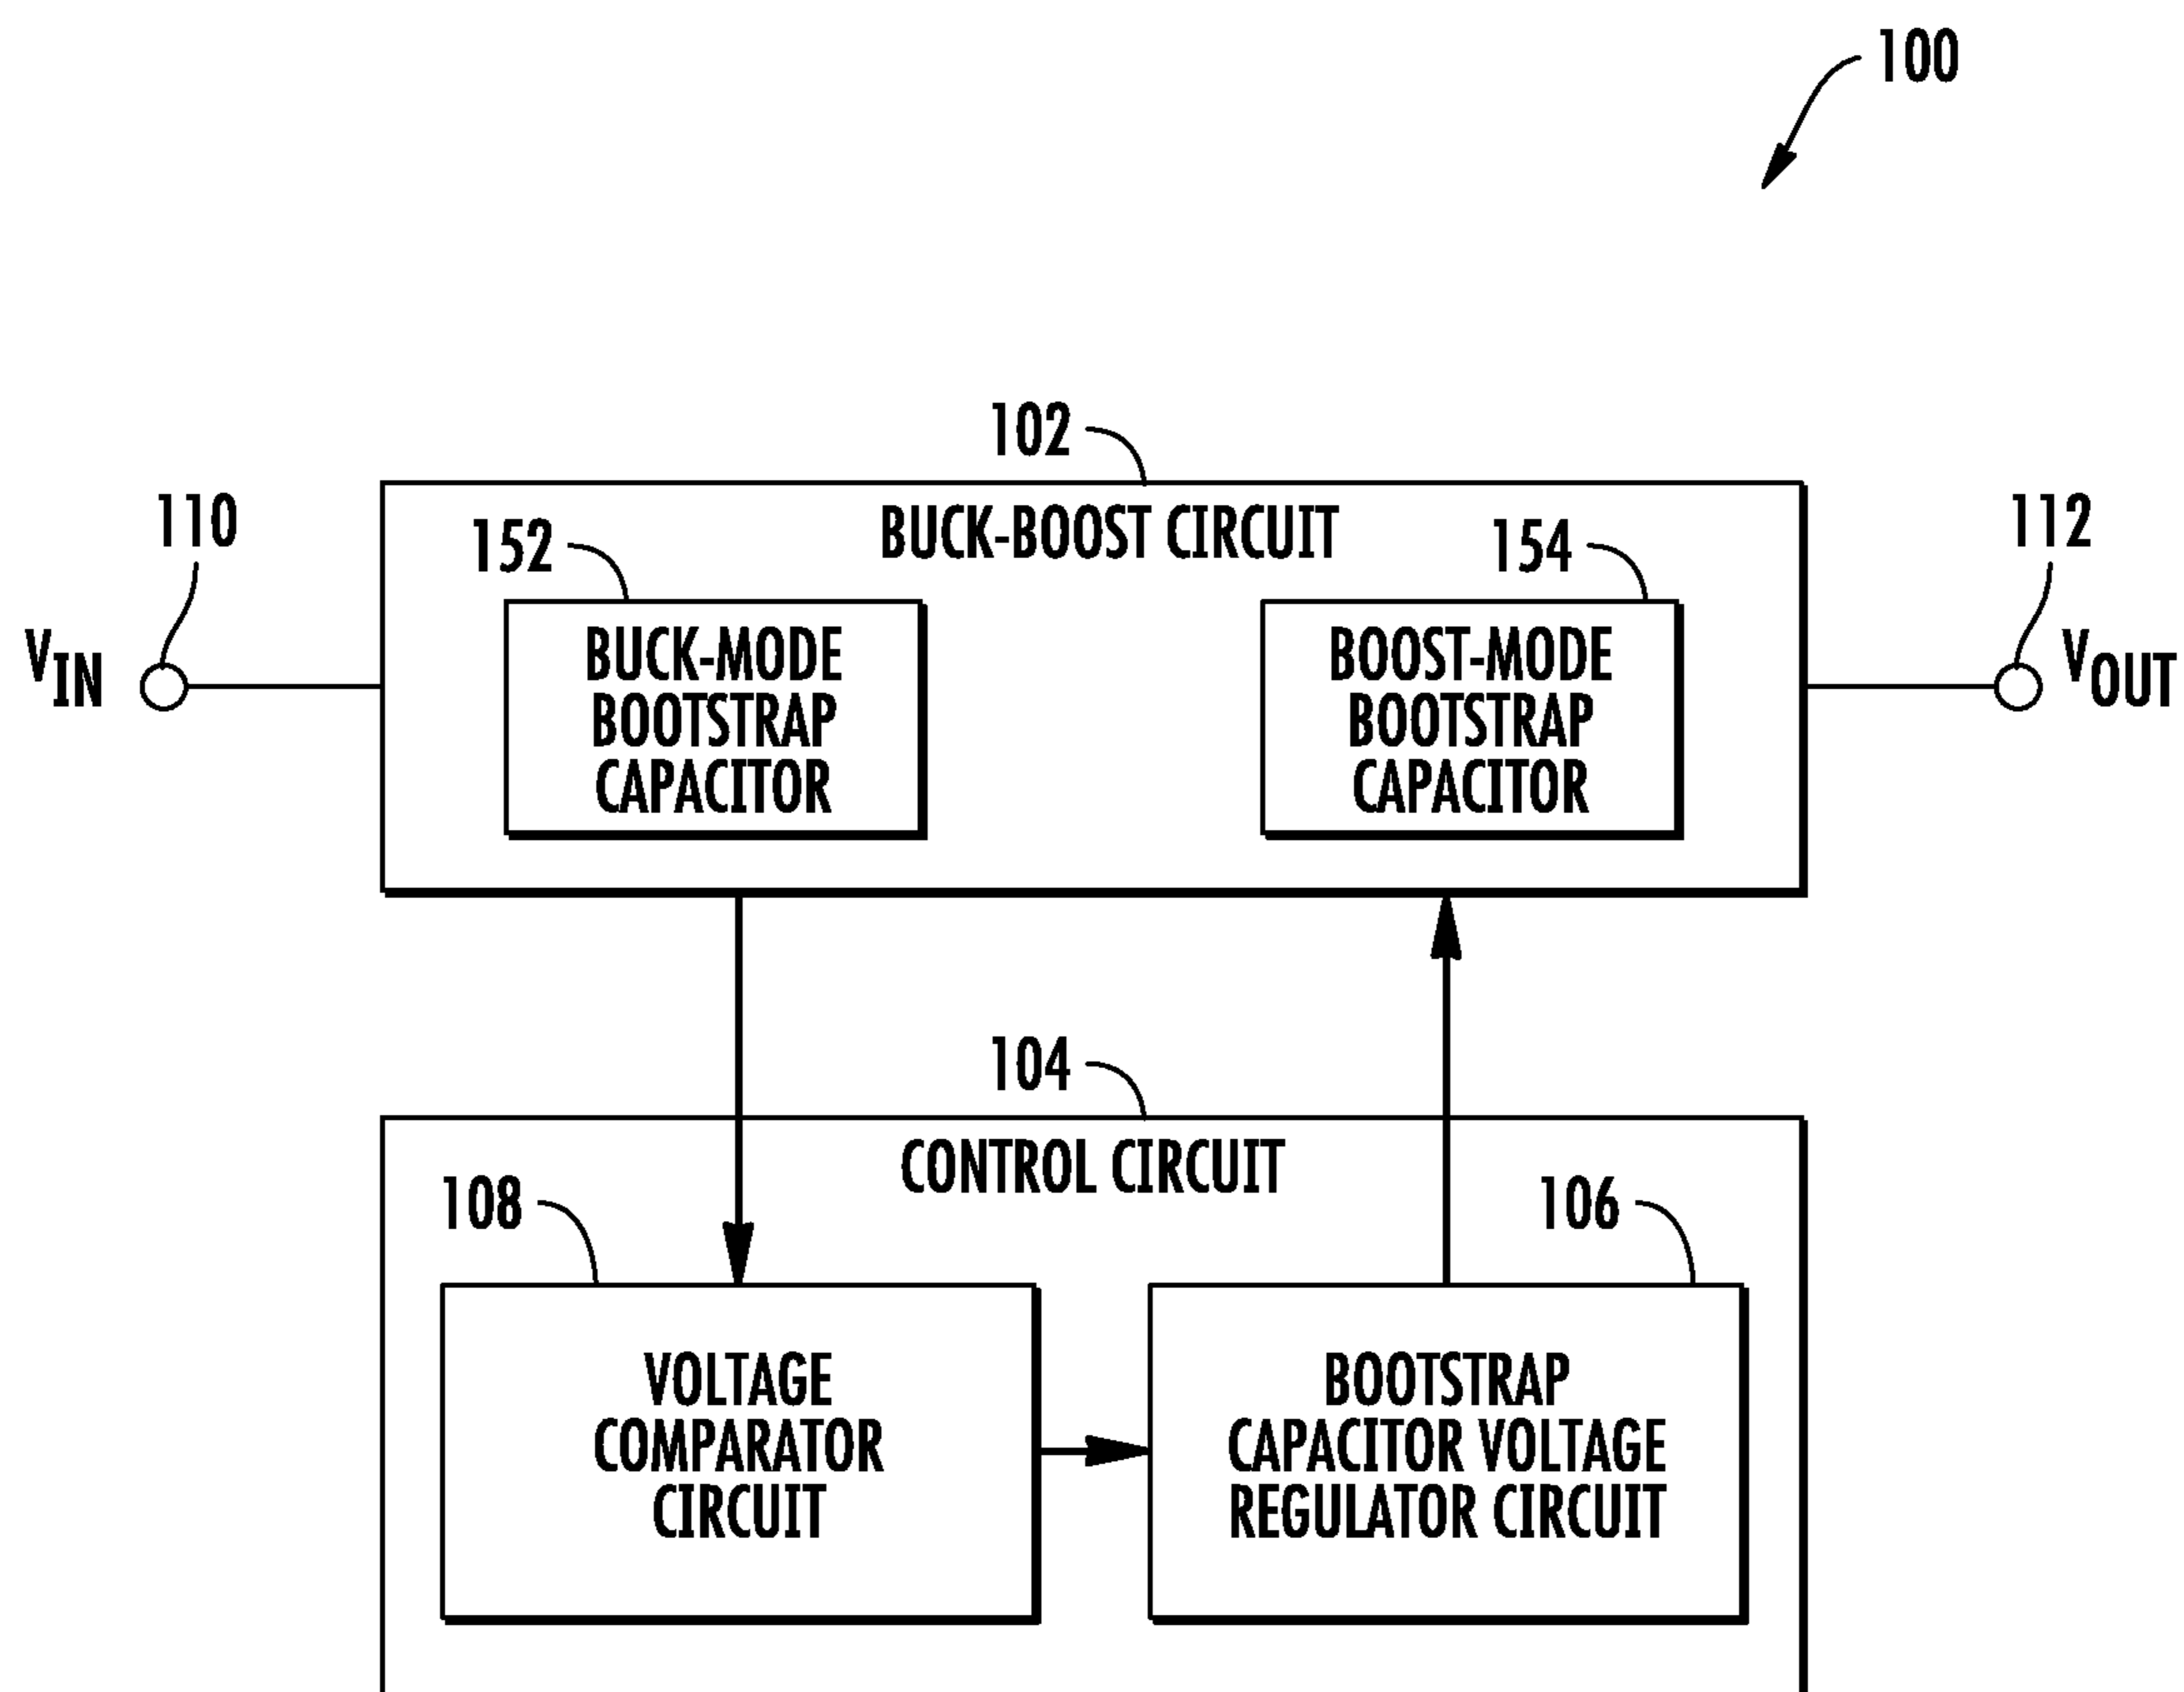 100
102
BUCK-BOOST CIRCUIT
110
152
154
112
VIN
BUCK-MODE
BOOTSTRAP
CAPACITOR
BOOST-MODE
BOOTSTRAP
CAPACITOR
VOUT
104
CONTROL CIRCUIT
108
106
VOLTAGE
COMPARATOR
CIRCUIT
BOOTSTRAP
CAPACITOR VOLTAGE
REGULATOR CIRCUIT